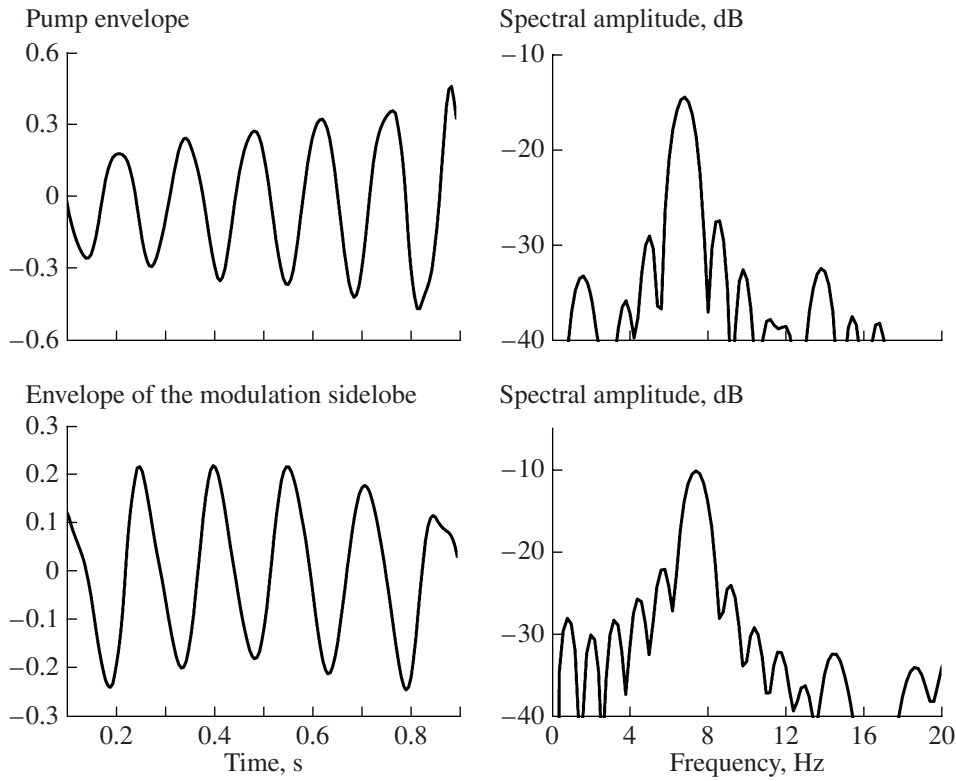 Pump envelope
0.6
0.3
0
–0.3
–0.6
Spectral amplitude, dB
–10
–20
–30
–40
Envelope of the modulation sidelobe
0.3
0.2
0.1
0
–0.1
–0.2
–0.3
0.2 0.4 0.6 0.8
Time, s
Spectral amplitude, dB
–10
–20
–30
–40
0 4 8 12 16 20
Frequency, Hz